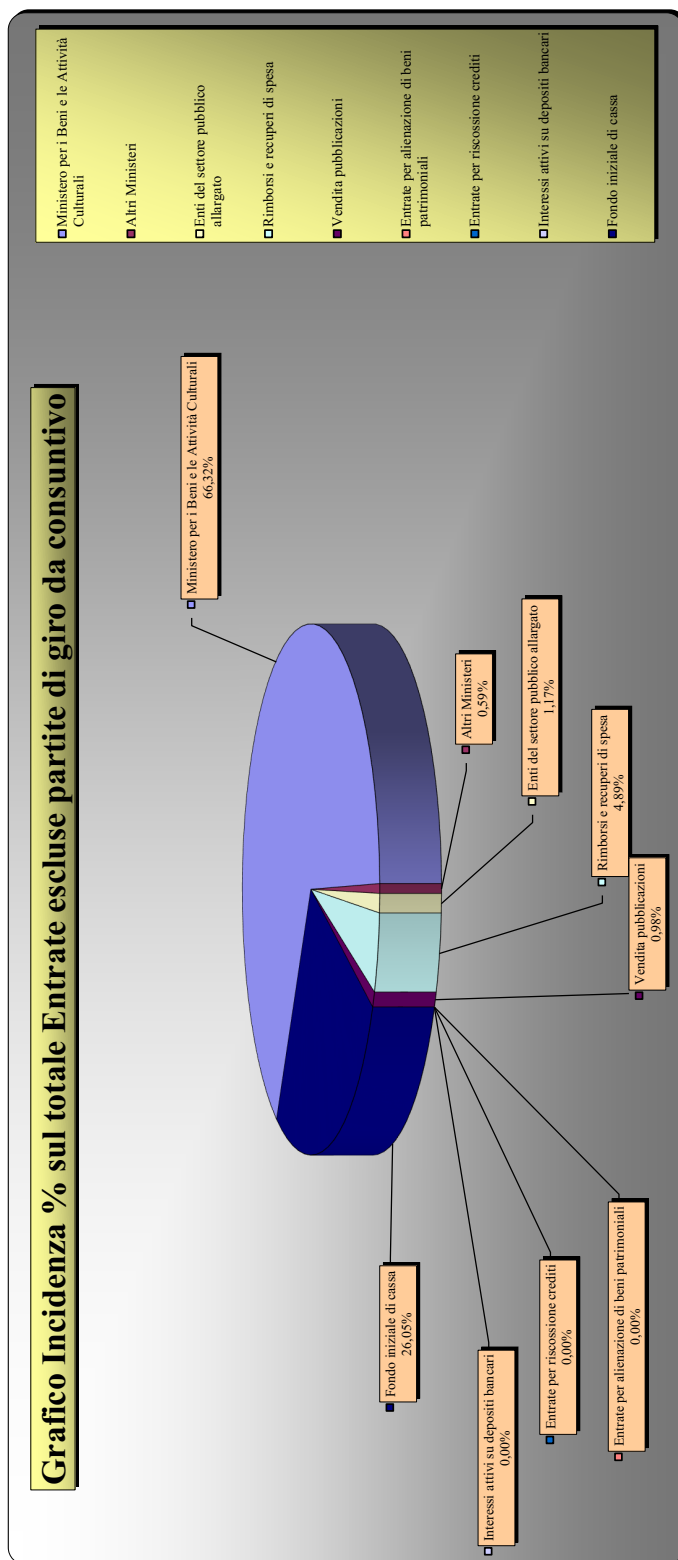 Grafico Incidenza % sul totale Entrate escluse partite di giro da consuntivo
Ministero per i Beni e le Attività Culturali
66,32%
Altri Ministeri
0,59%
Enti del settore pubblico allargato
1,17%
Rimborsi e recuperi di spesa
4,89%
Vendita pubblicazioni
0,98%
Fondo iniziale di cassa
26,05%
Interessi attivi su depositi bancari
0,00%
Entrate per riscossione crediti
0,00%
Entrate per alienazione di beni patrimoniali
0,00%
Ministero per i Beni e le Attività
Culturali
Altri Ministeri
Enti del settore pubblico
allargato
Rimborsi e recuperi di spesa
Vendita pubblicazioni
Entrate per alienazione di beni
patrimoniali
Entrate per riscossione crediti
Interessi attivi su depositi bancari
Fondo iniziale di cassa